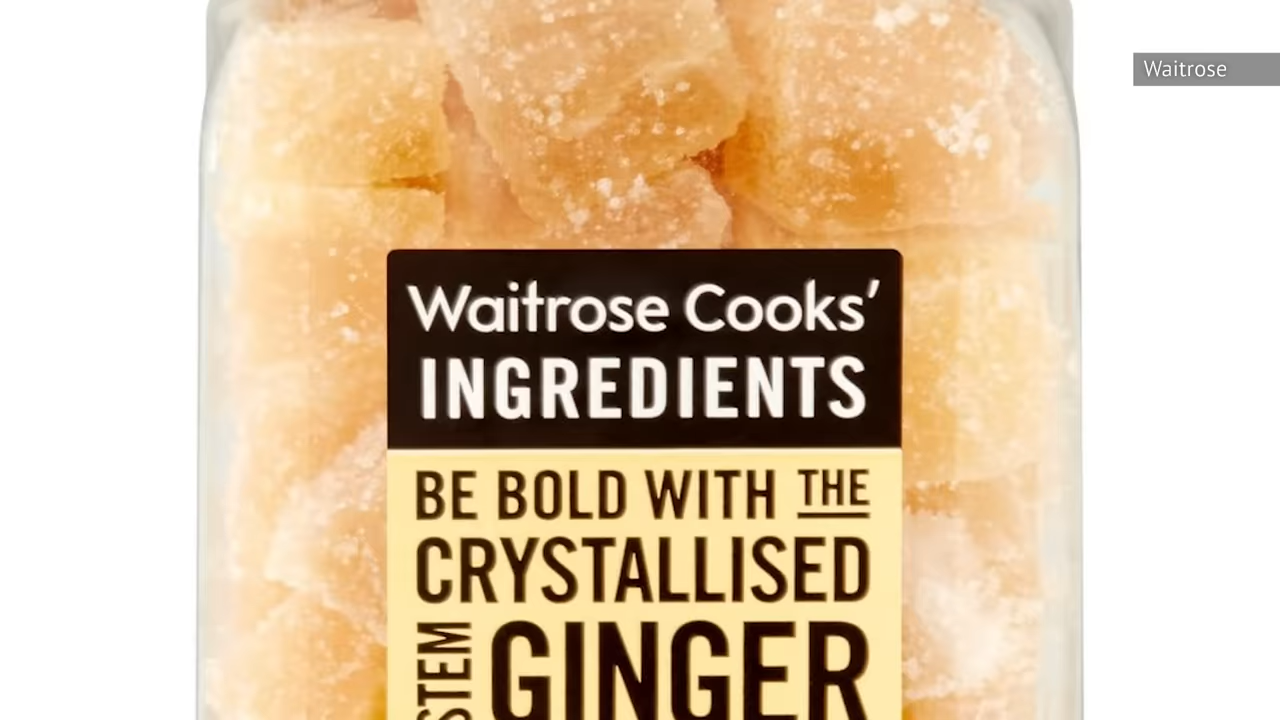 Waitrose
Waitrose Cooks’
INGREDIENTS
BE BOLD WITH THE
CRYSTALLISED
STEM GINGER